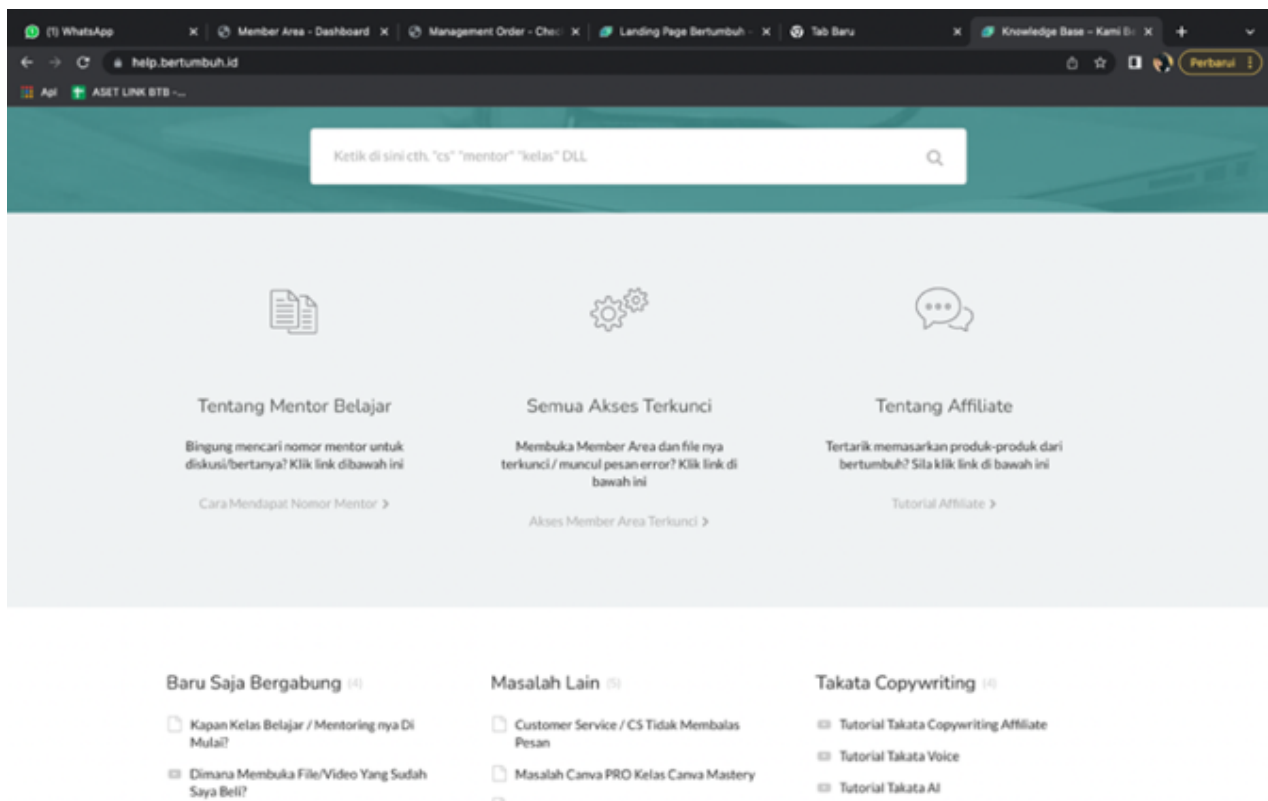 (1) WhatsApp
Member Area - Dashboard
Management Order - Chec
Landing Page Bertumbuh -
Tab Baru
Knowledge Base – Kami Be
help.bertumbuh.id
Perbarui
Apl
ASET LINK BTB -...
Ketik di sini cth. "cs" "mentor" "kelas" DLL
Tentang Mentor Belajar
Bingung mencari nomor mentor untuk
diskusi/bertanya? Klik link dibawah ini
Cara Mendapat Nomor Mentor >
Semua Akses Terkunci
Membuka Member Area dan file nya
terkunci / muncul pesan error? Klik link di
bawah ini
Akses Member Area Terkunci >
Tentang Affiliate
Tertarik memasarkan produk-produk dari
bertumbuh? Sila klik link di bawah ini
Tutorial Affiliate >
Baru Saja Bergabung (4)
Kapan Kelas Belajar / Mentoring nya Di
Mulai?
Dimana Membuka File/Video Yang Sudah
Saya Beli?
Masalah Lain (5)
Customer Service / CS Tidak Membalas
Pesan
Masalah Canva PRO Kelas Canva Mastery
Takata Copywriting (4)
Tutorial Takata Copywriting Affiliate
Tutorial Takata Voice
Tutorial Takata AI